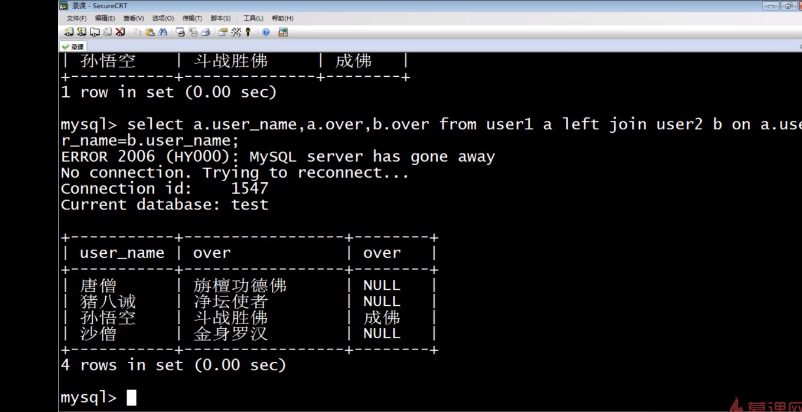 录课 - SecureCRT
文件(F) 编辑(E) 查看(V) 选项(O) 传输(T) 脚本(S) 工具(L) 帮助(H)
录课
| 孙悟空 | 斗战胜佛 | 成佛 |
+-----------+--------------+--------+
1 row in set (0.00 sec)
mysql> select a.user_name,a.over,b.over from user1 a left join user2 b on a.use
r_name=b.user_name;
ERROR 2006 (HY000): MySQL server has gone away
No connection. Trying to reconnect...
Connection id: 1547
Current database: test
+-----------+-----------------+--------+
| user_name | over | over |
+-----------+-----------------+--------+
| 唐僧 | 旃檀功德佛 | NULL |
| 猪八诫 | 净坛使者 | NULL |
| 孙悟空 | 斗战胜佛 | 成佛 |
| 沙僧 | 金身罗汉 | NULL |
+-----------+-----------------+--------+
4 rows in set (0.00 sec)
mysql>
慕课网